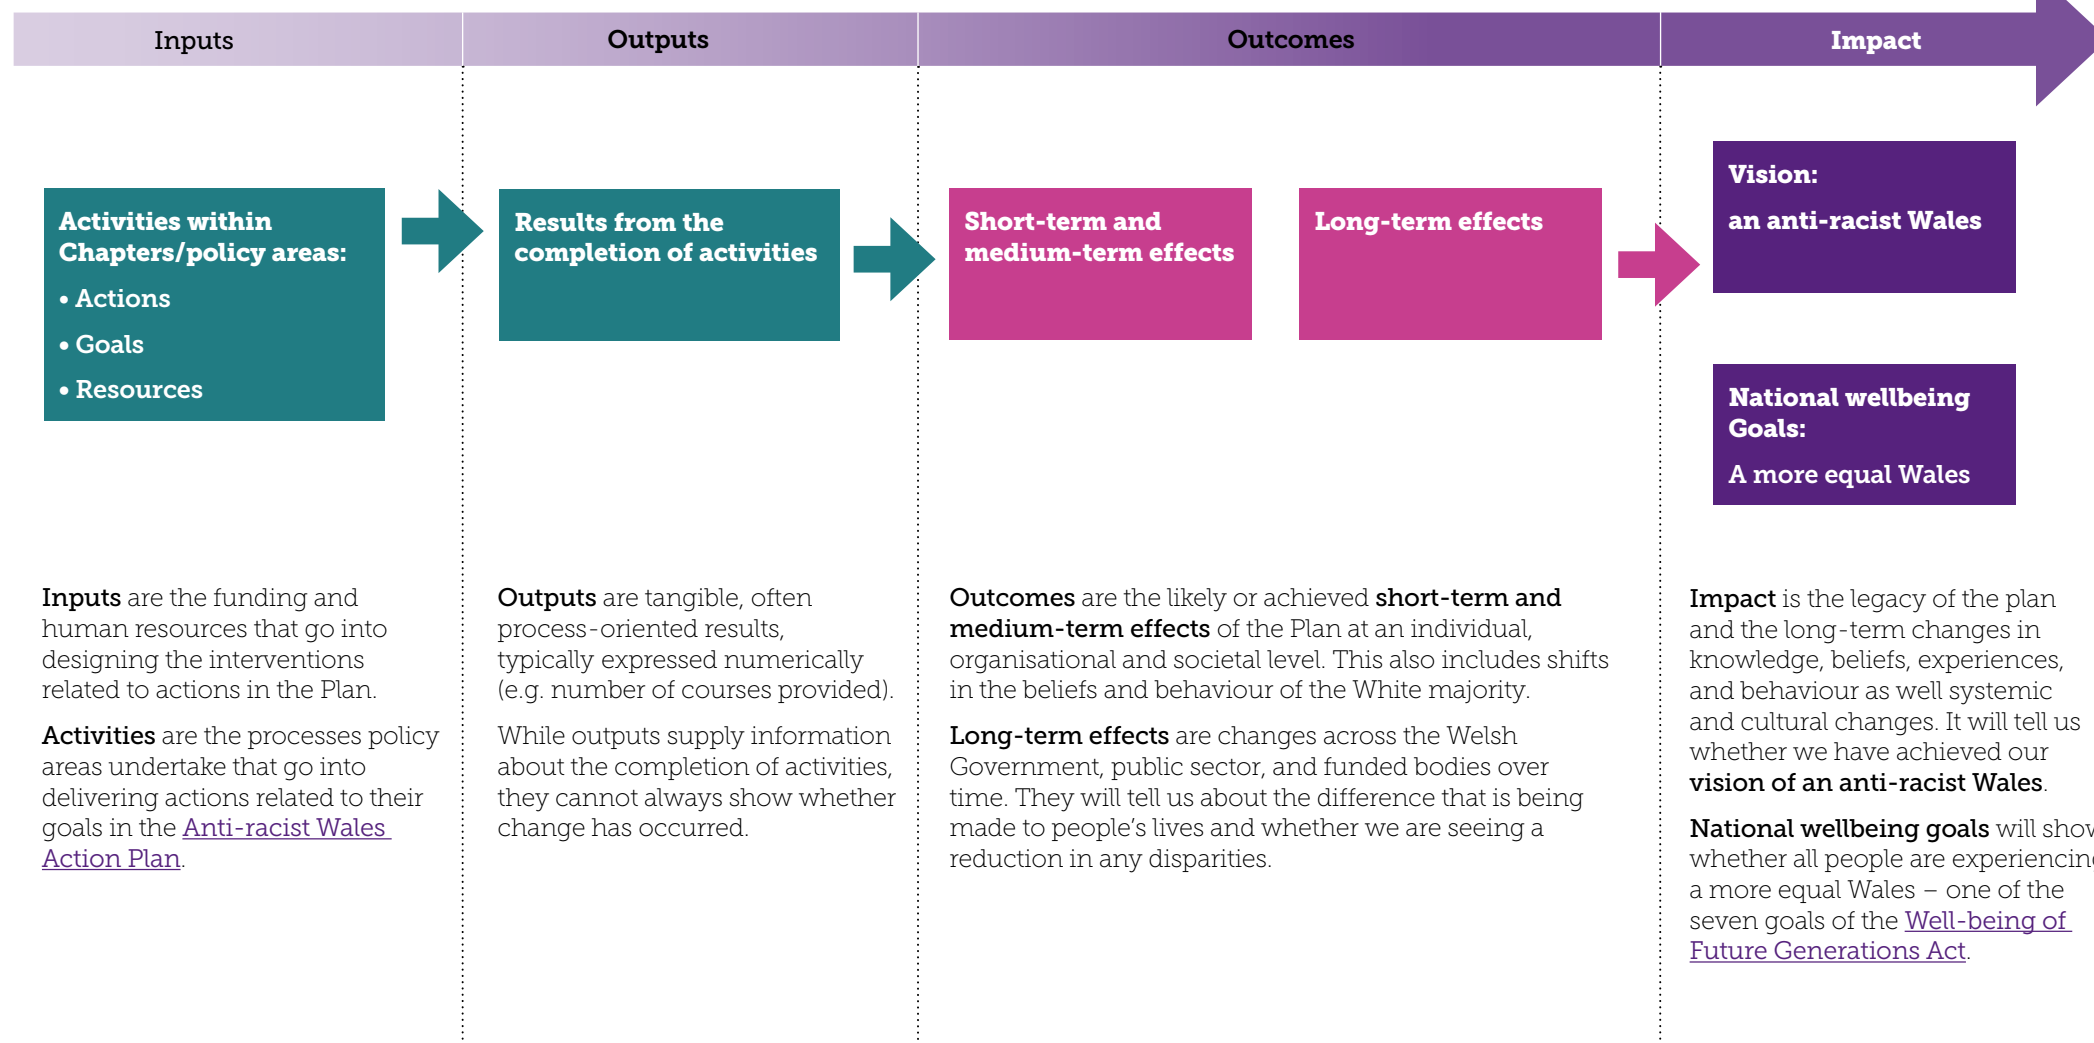 Inputs
Outputs
Outcomes
Impact
Activities within
Chapters/policy areas:
• Actions
• Goals
• Resources
Results from the
completion of activities
Short-term and
medium-term effects
Long-term effects
Vision:
an anti-racist Wales
National wellbeing
Goals:
A more equal Wales
Inputs are the funding and
human resources that go into
designing the interventions
related to actions in the Plan.
Activities are the processes policy
areas undertake that go into
delivering actions related to their
goals in the Anti-racist Wales
Action Plan.
Outputs are tangible, often
process-oriented results,
typically expressed numerically
(e.g. number of courses provided).
While outputs supply information
about the completion of activities,
they cannot always show whether
change has occurred.
Outcomes are the likely or achieved short-term and
medium-term effects of the Plan at an individual,
organisational and societal level. This also includes shifts
in the beliefs and behaviour of the White majority.
Long-term effects are changes across the Welsh
Government, public sector, and funded bodies over
time. They will tell us about the difference that is being
made to people’s lives and whether we are seeing a
reduction in any disparities.
Impact is the legacy of the plan
and the long-term changes in
knowledge, beliefs, experiences,
and behaviour as well systemic
and cultural changes. It will tell us
whether we have achieved our
vision of an anti-racist Wales.
National wellbeing goals will show
whether all people are experiencing
a more equal Wales – one of the
seven goals of the Well-being of
Future Generations Act.